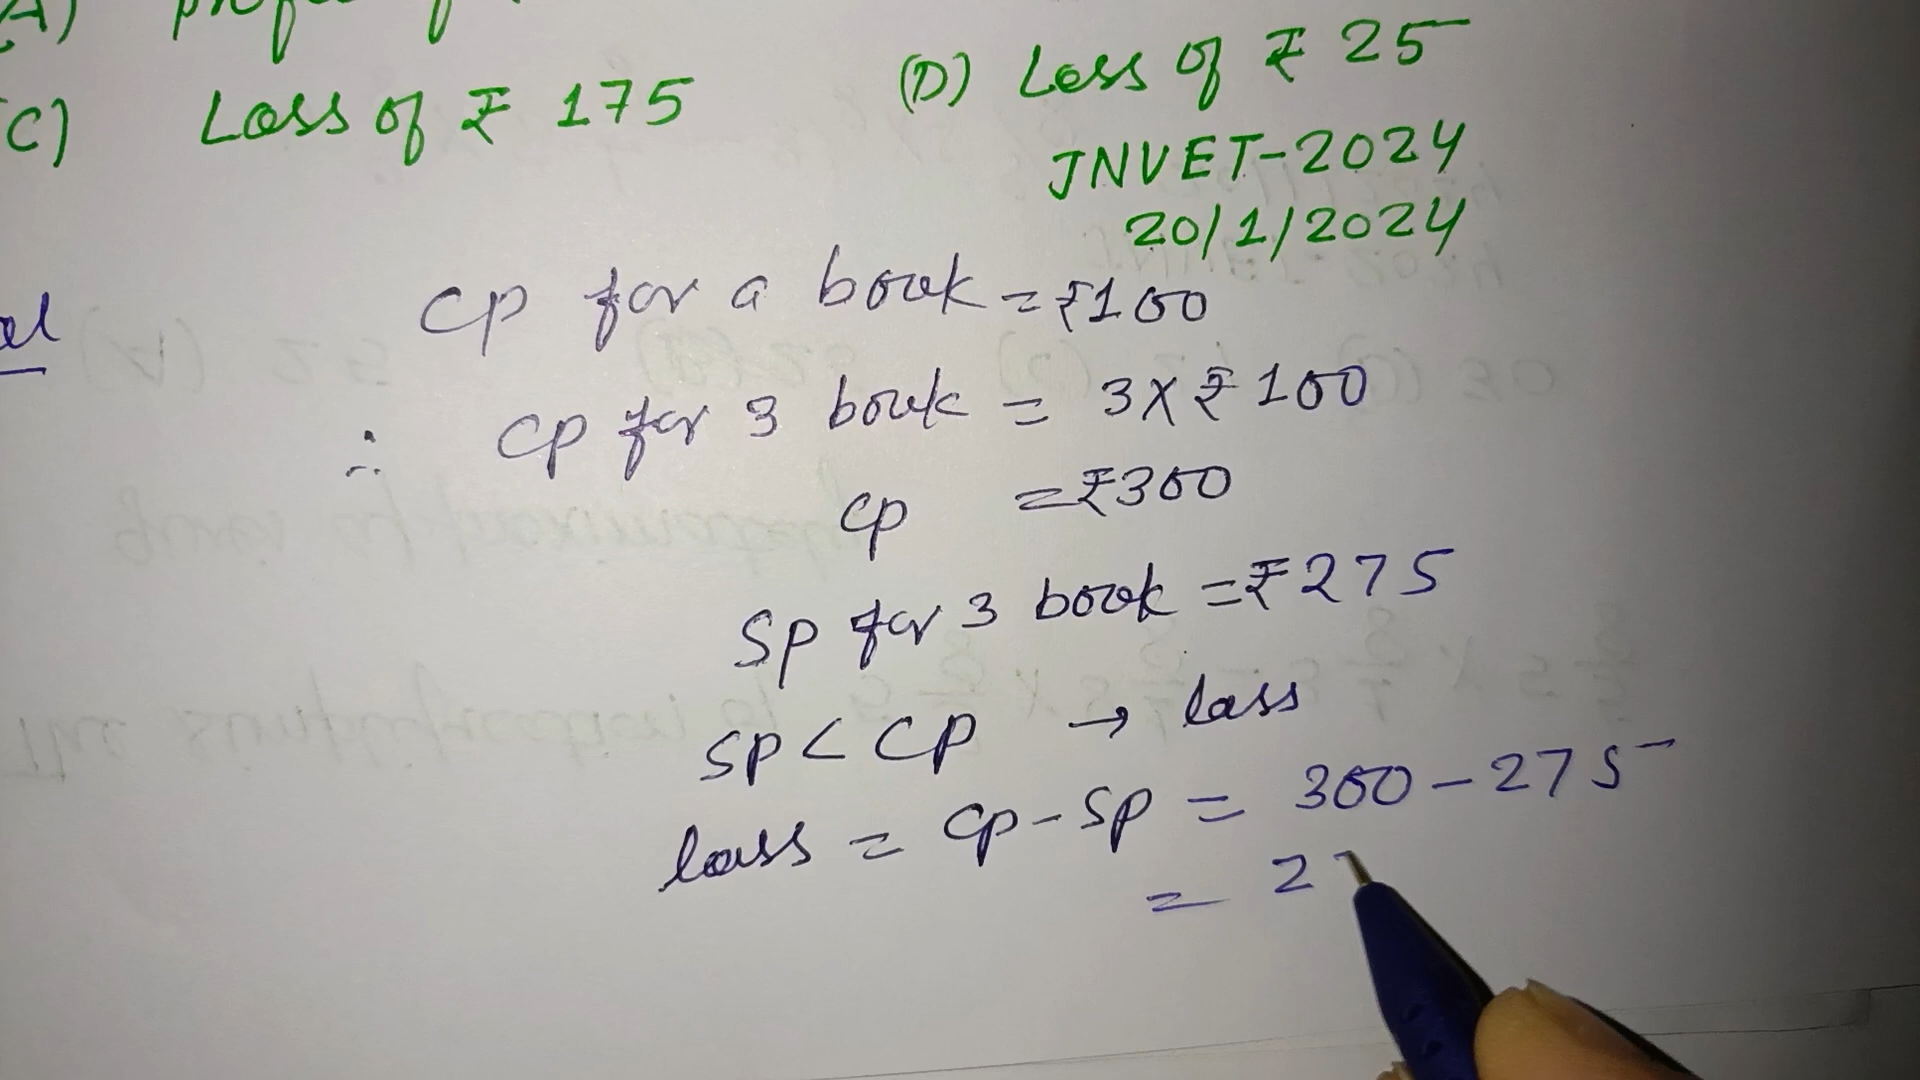 (A)
(C) Loss of ₹ 175 (D) Loss of ₹ 25
JNVET-2024
20/1/2024
CP for a book = ₹100
∴ CP for 3 book = 3 X ₹ 100
CP = ₹300
SP for 3 book = ₹275
SP < CP → loss
loss = CP - SP = 300 - 275
= 2